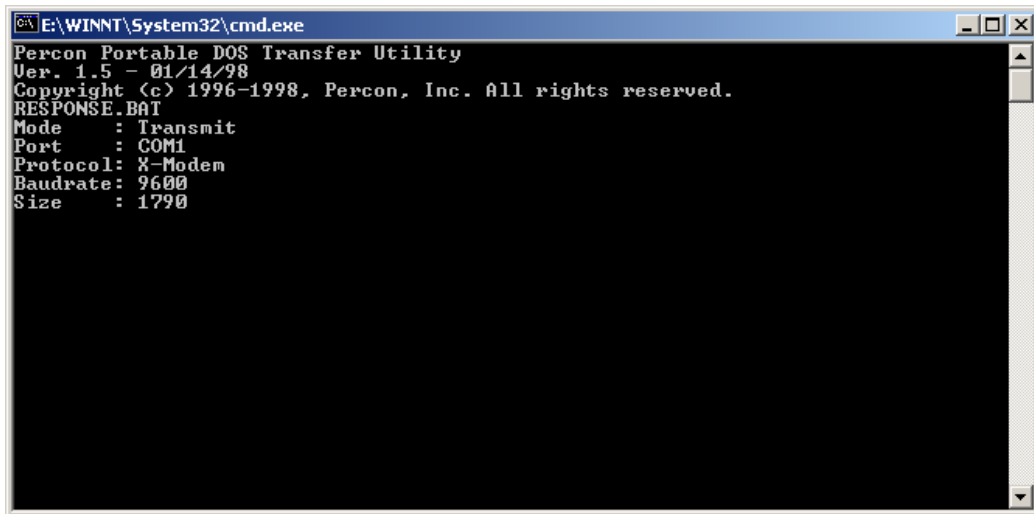 E:\WINNT\System32\cmd.exe
Percon Portable DOS Transfer Utility
Ver. 1.5 - 01/14/98
Copyright (c) 1996-1998, Percon, Inc. All rights reserved.
RESPONSE.BAT
Mode     : Transmit
Port     : COM1
Protocol: X-Modem
Baudrate: 9600
Size     : 1790